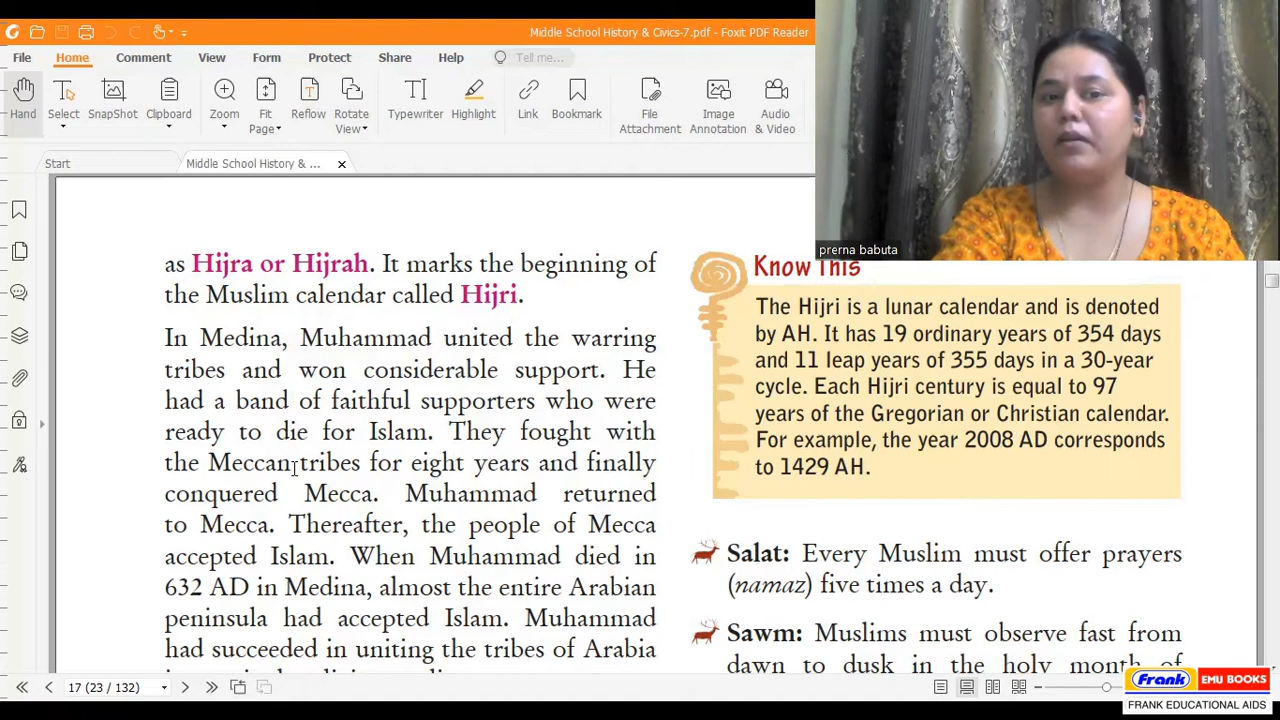 Middle School History & Civics-7.pdf - Foxit PDF Reader
File Home Comment View Form Protect Share Help Tell me...
Hand Select SnapShot Clipboard Zoom Fit Page Reflow Rotate View Typewriter Highlight Link Bookmark File Attachment Image Annotation Audio & Video
Start Middle School History & ...
prerna babuta
as Hijra or Hijrah. It marks the beginning of
the Muslim calendar called Hijri.
In Medina, Muhammad united the warring
tribes and won considerable support. He
had a band of faithful supporters who were
ready to die for Islam. They fought with
the Meccan tribes for eight years and finally
conquered Mecca. Muhammad returned
to Mecca. Thereafter, the people of Mecca
accepted Islam. When Muhammad died in
632 AD in Medina, almost the entire Arabian
peninsula had accepted Islam. Muhammad
had succeeded in uniting the tribes of Arabia
Know This
The Hijri is a lunar calendar and is denoted
by AH. It has 19 ordinary years of 354 days
and 11 leap years of 355 days in a 30-year
cycle. Each Hijri century is equal to 97
years of the Gregorian or Christian calendar.
For example, the year 2008 AD corresponds
to 1429 AH.
Salat: Every Muslim must offer prayers
(namaz) five times a day.
Sawm: Muslims must observe fast from
dawn to dusk in the holy month of
17 (23 / 132)
Frank EMU BOOKS
FRANK EDUCATIONAL AIDS